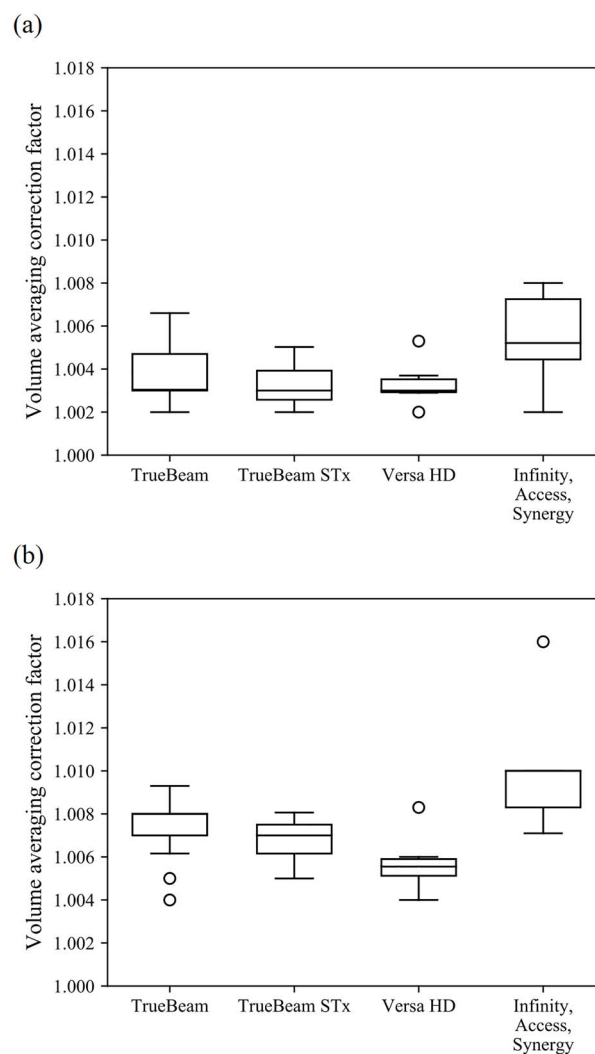 (a)
Volume averaging correction factor
1.018
1.016
1.014
1.012
1.010
1.008
1.006
1.004
1.002
1.000
TrueBeam
TrueBeam STx
Versa HD
Infinity,
Access,
Synergy
(b)
Volume averaging correction factor
1.018
1.016
1.014
1.012
1.010
1.008
1.006
1.004
1.002
1.000
TrueBeam
TrueBeam STx
Versa HD
Infinity,
Access,
Synergy